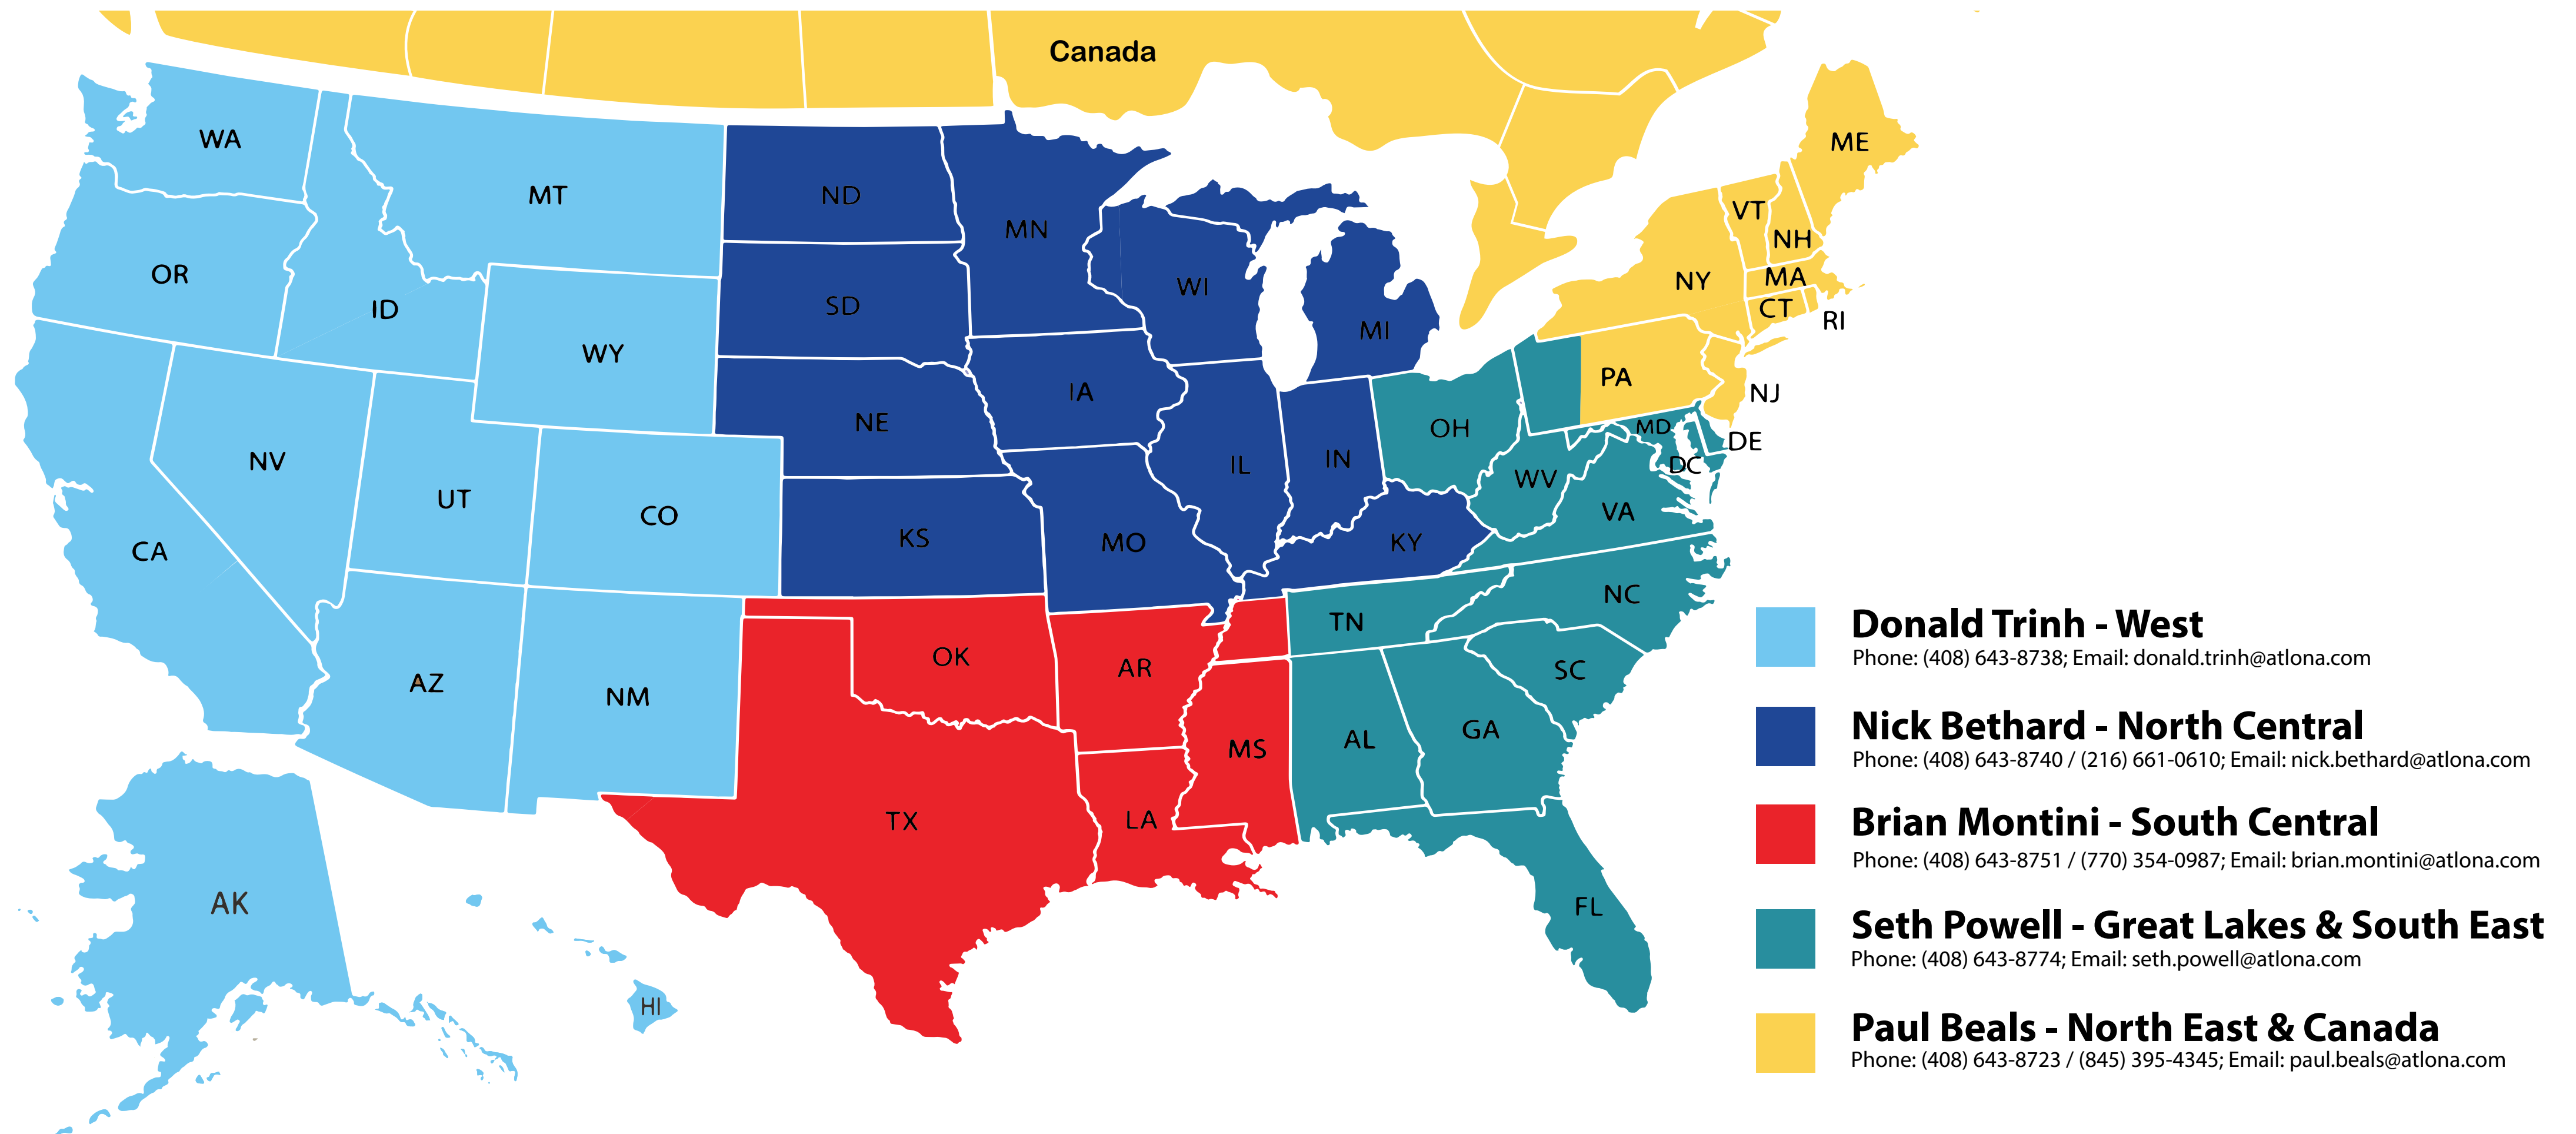 Canada
WA
MT
ND
MN
ME
OR
ID
SD
WI
MI
VT
NH
NY
MA
CT
RI
WY
NE
IA
PA
NJ
NV
UT
CO
KS
MO
IL
IN
OH
MD
DE
DC
WV
VA
CA
KY
NC
TN
AZ
NM
OK
AR
MS
AL
GA
SC
TX
LA
FL
AK
HI
Donald Trinh - West
Phone: (408) 643-8738; Email: donald.trinh@atlona.com
Nick Bethard - North Central
Phone: (408) 643-8740 / (216) 661-0610; Email: nick.bethard@atlona.com
Brian Montini - South Central
Phone: (408) 643-8751 / (770) 354-0987; Email: brian.montini@atlona.com
Seth Powell - Great Lakes & South East
Phone: (408) 643-8774; Email: seth.powell@atlona.com
Paul Beals - North East & Canada
Phone: (408) 643-8723 / (845) 395-4345; Email: paul.beals@atlona.com